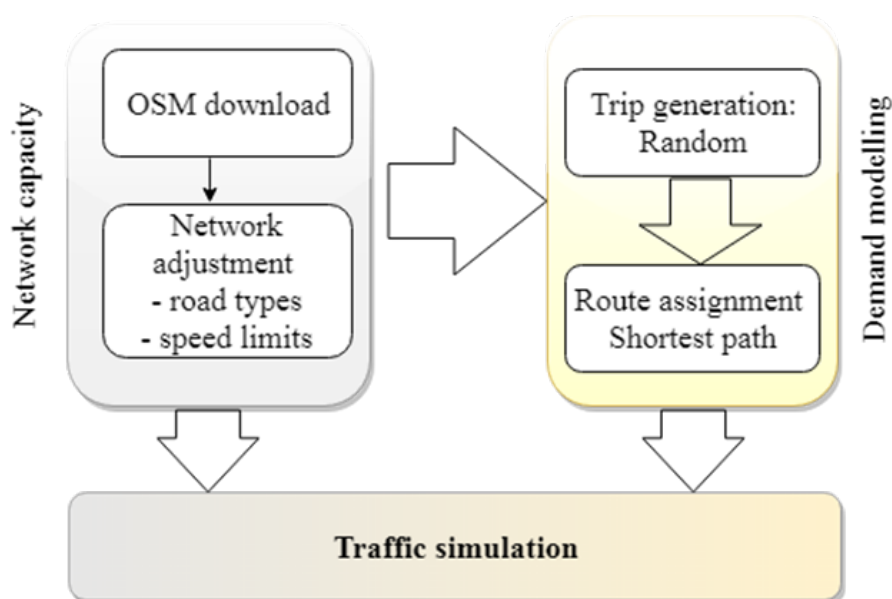 Network capacity
OSM download
Network
adjustment
- road types
- speed limits
Trip generation:
Random
Route assignment
Shortest path
Demand modelling
Traffic simulation